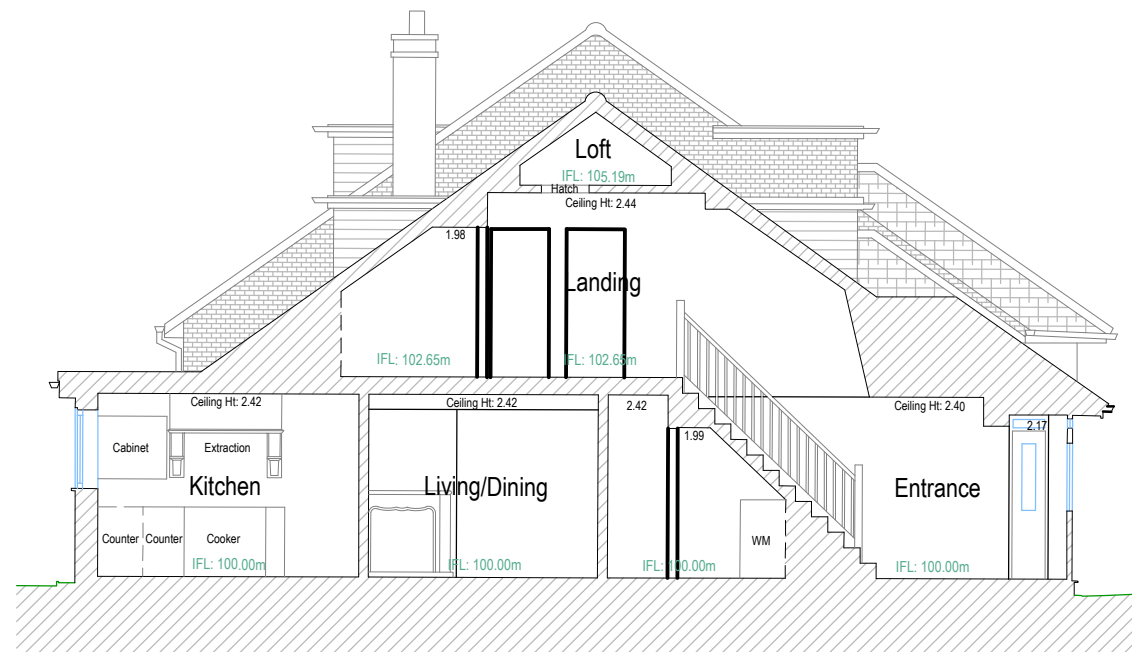 Loft
IFL: 105.19m
Hatch
Ceiling Ht: 2.44
1.98
Landing
IFL: 102.65m
IFL: 102.65m
Ceiling Ht: 2.42
Ceiling Ht: 2.42
2.42
Ceiling Ht: 2.40
2.17
1.99
Cabinet
Extraction
Kitchen
Living/Dining
Entrance
Counter
Counter
Cooker
WM
IFL: 100.00m
IFL: 100.00m
IFL: 100.00m
IFL: 100.00m